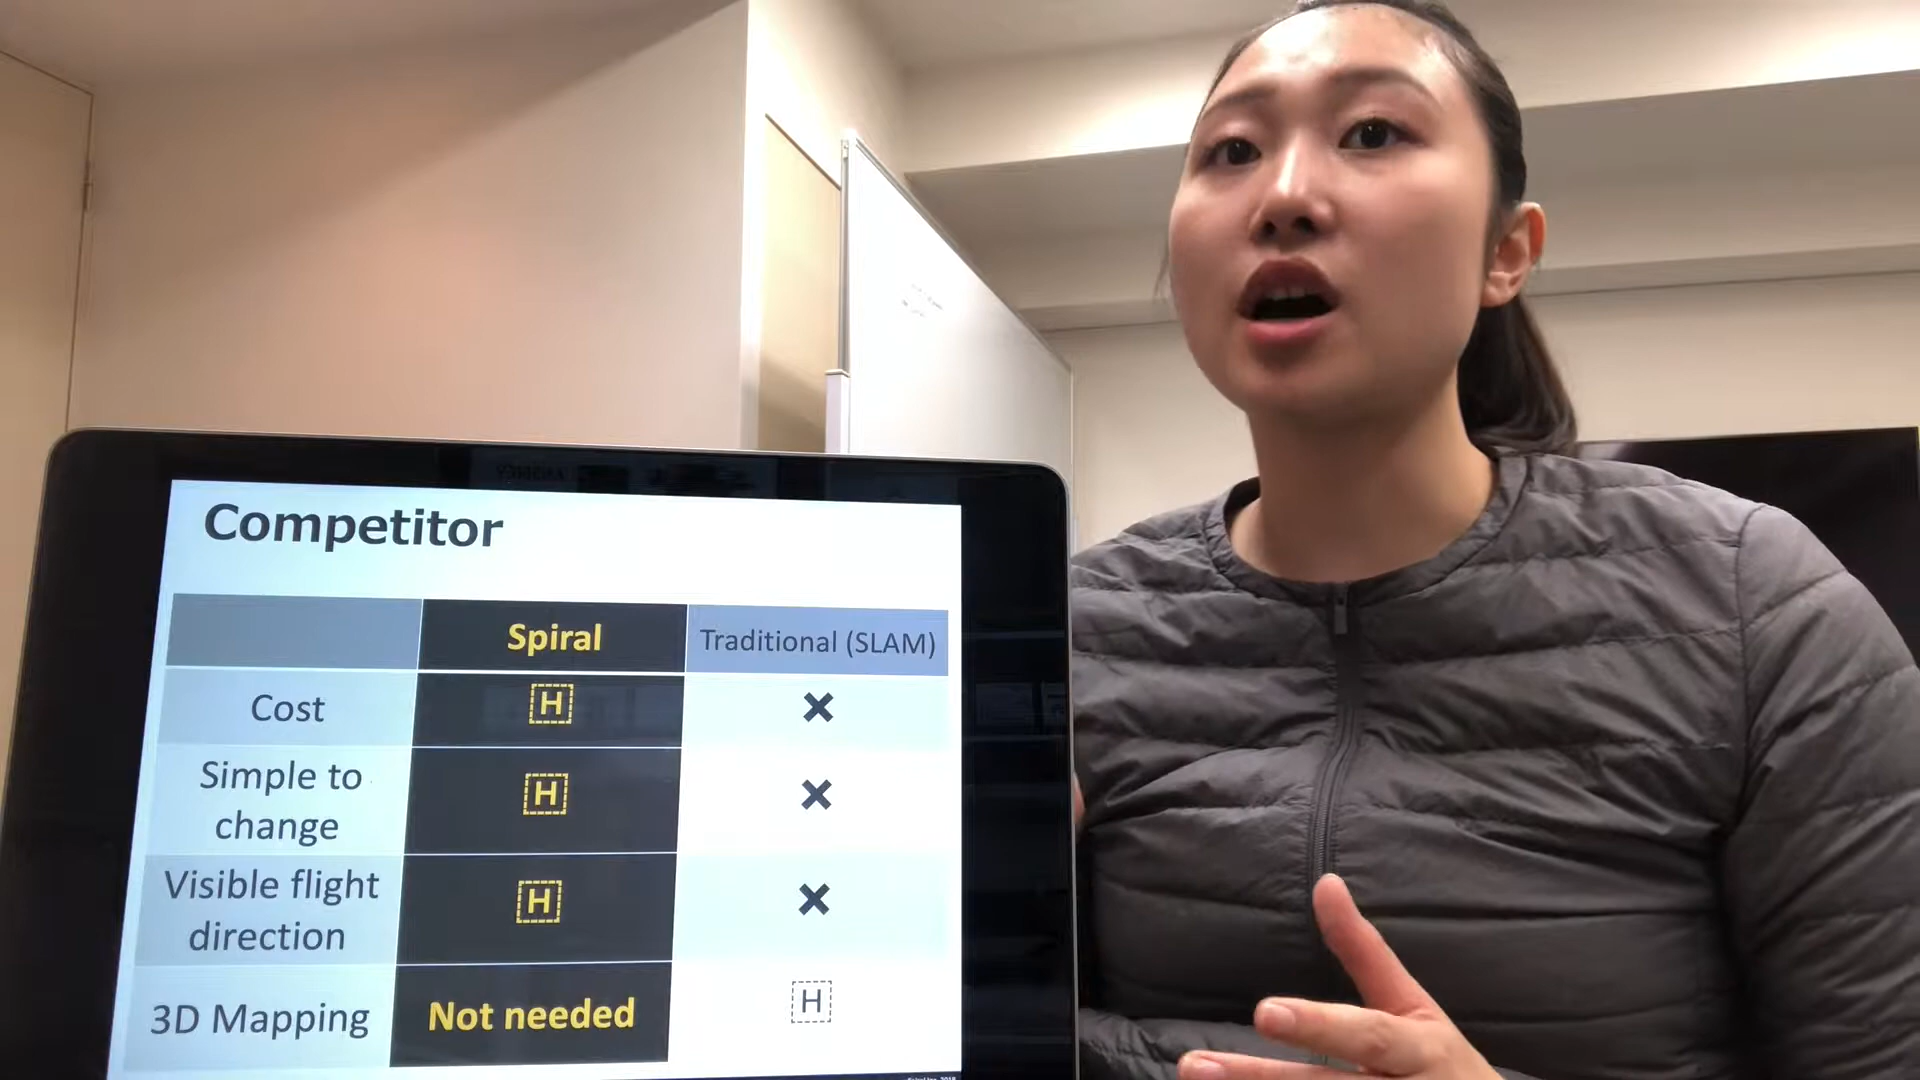 Competitor
Spiral Traditional (SLAM)
Cost H ×
Simple to
change H ×
Visible flight
direction H ×
3D Mapping Not needed H